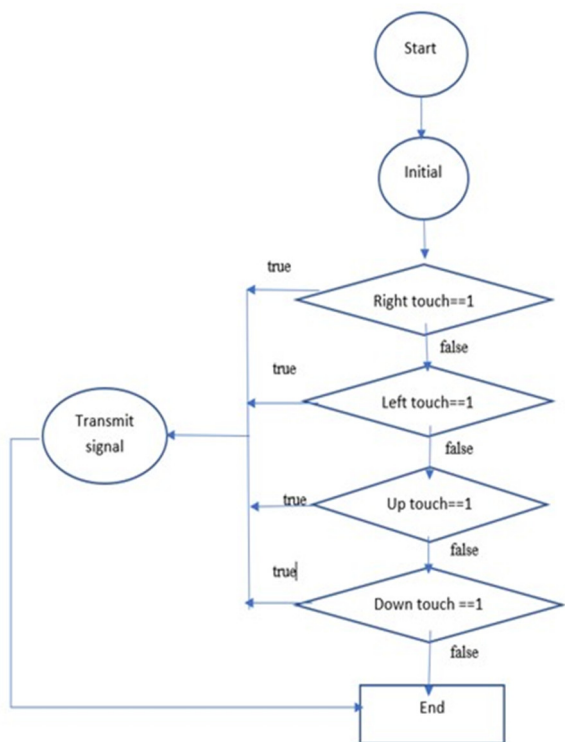 Start
Initial
true
Right touch==1
false
true
Left touch==1
Transmit
signal
false
true
Up touch==1
false
true
Down touch ==1
false
End